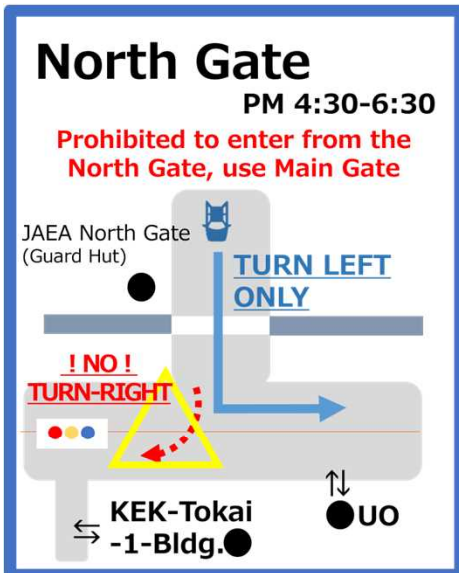 North Gate
PM 4:30-6:30
Prohibited to enter from the
North Gate, use Main Gate
JAEA North Gate
(Guard Hut)
TURN LEFT
ONLY
! NO !
TURN-RIGHT
KEK-Tokai
-1-Bldg.
UO